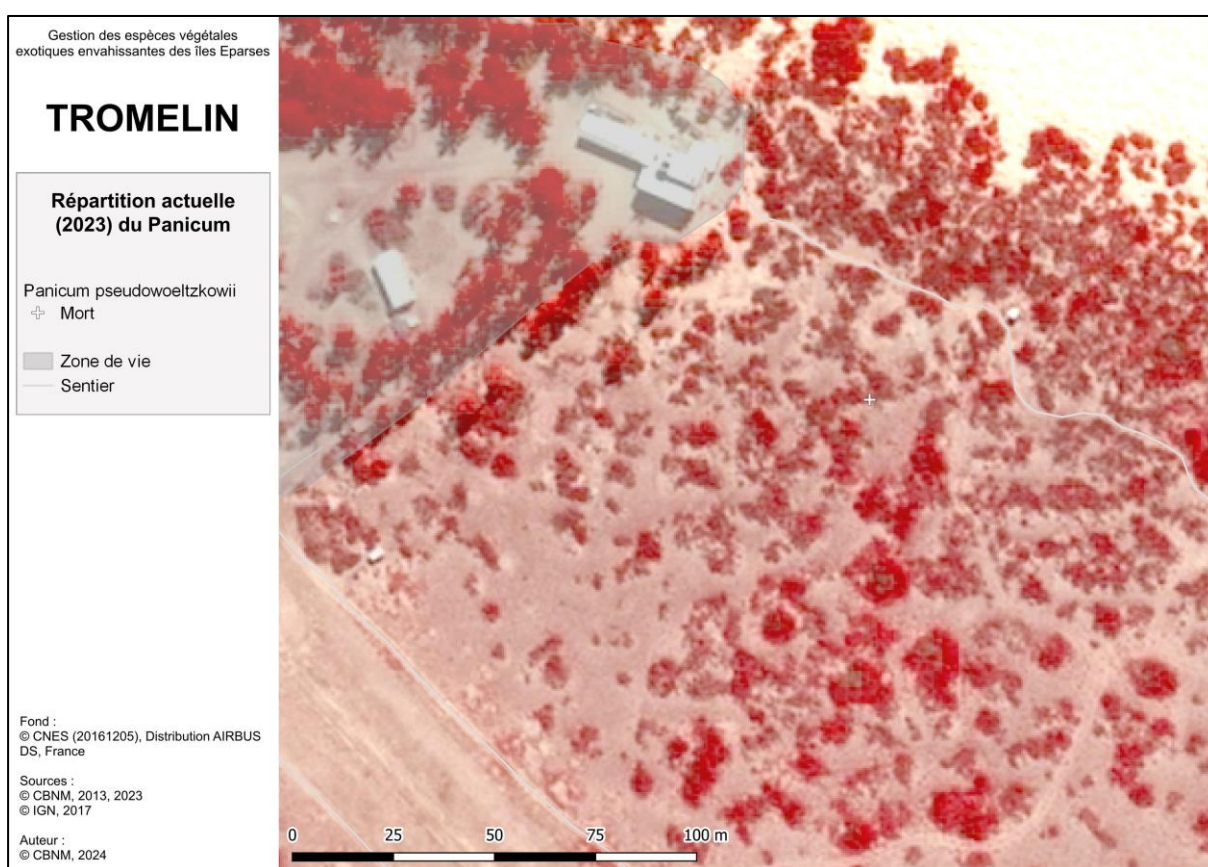 Gestion des espèces végétales
exotiques envahissantes des îles Eparses
TROMELIN
Répartition actuelle
(2023) du Panicum
Panicum pseudowoeltzkowii
Mort
Zone de vie
Sentier
Fond :
© CNES (20161205), Distribution AIRBUS
DS, France
Sources :
© CBNM, 2013, 2023
© IGN, 2017
Auteur :
© CBNM, 2024
0 25 50 75 100 m